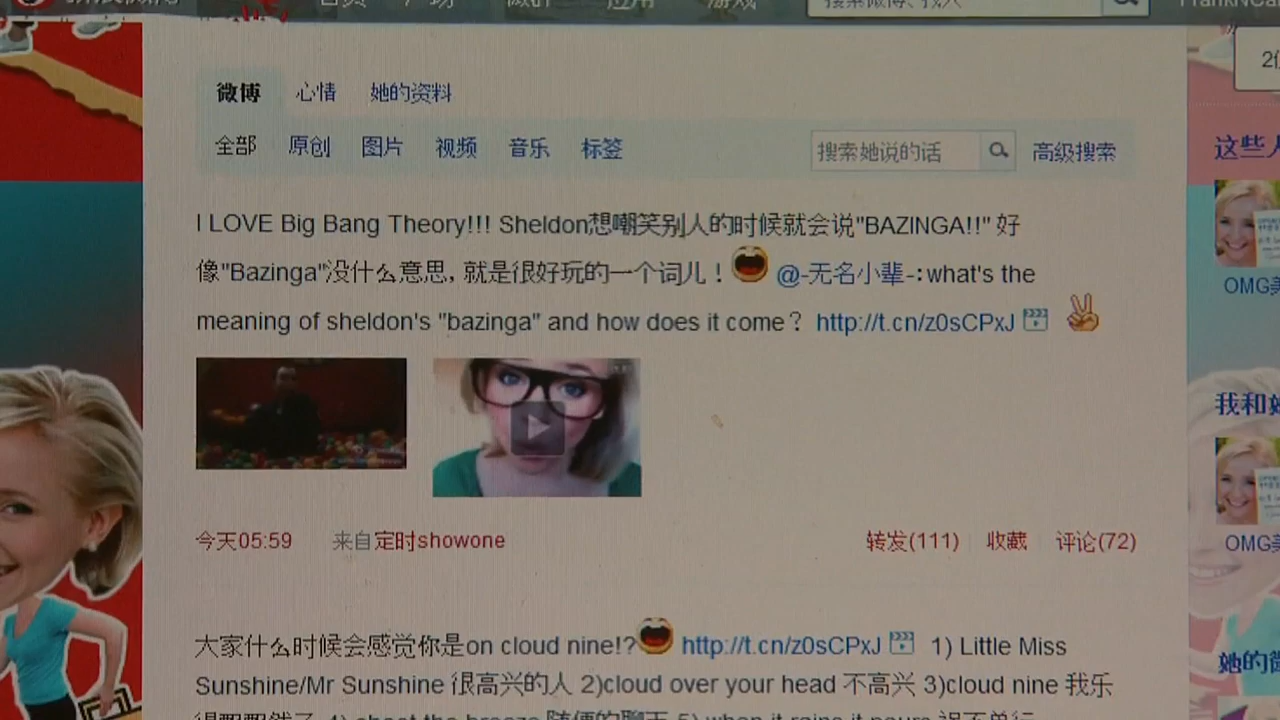 微博 心情 她的资料
全部 原创 图片 视频 音乐 标签 搜索她说的话 高级搜索
I LOVE Big Bang Theory!!! Sheldon想嘲笑别人的时候就会说"BAZINGA!!" 好
像"Bazinga"没什么意思, 就是很好玩的一个词儿！ @-无名小辈-：what's the
meaning of sheldon's "bazinga" and how does it come？ http://t.cn/z0sCPxJ
今天05:59 来自定时showone 转发(111) 收藏 评论(72)
大家什么时候会感觉你是on cloud nine!? http://t.cn/z0sCPxJ 1) Little Miss
Sunshine/Mr Sunshine 很高兴的人 2)cloud over your head 不高兴 3)cloud nine 我乐
这些人
OMG美
我和她
OMG美
她的微